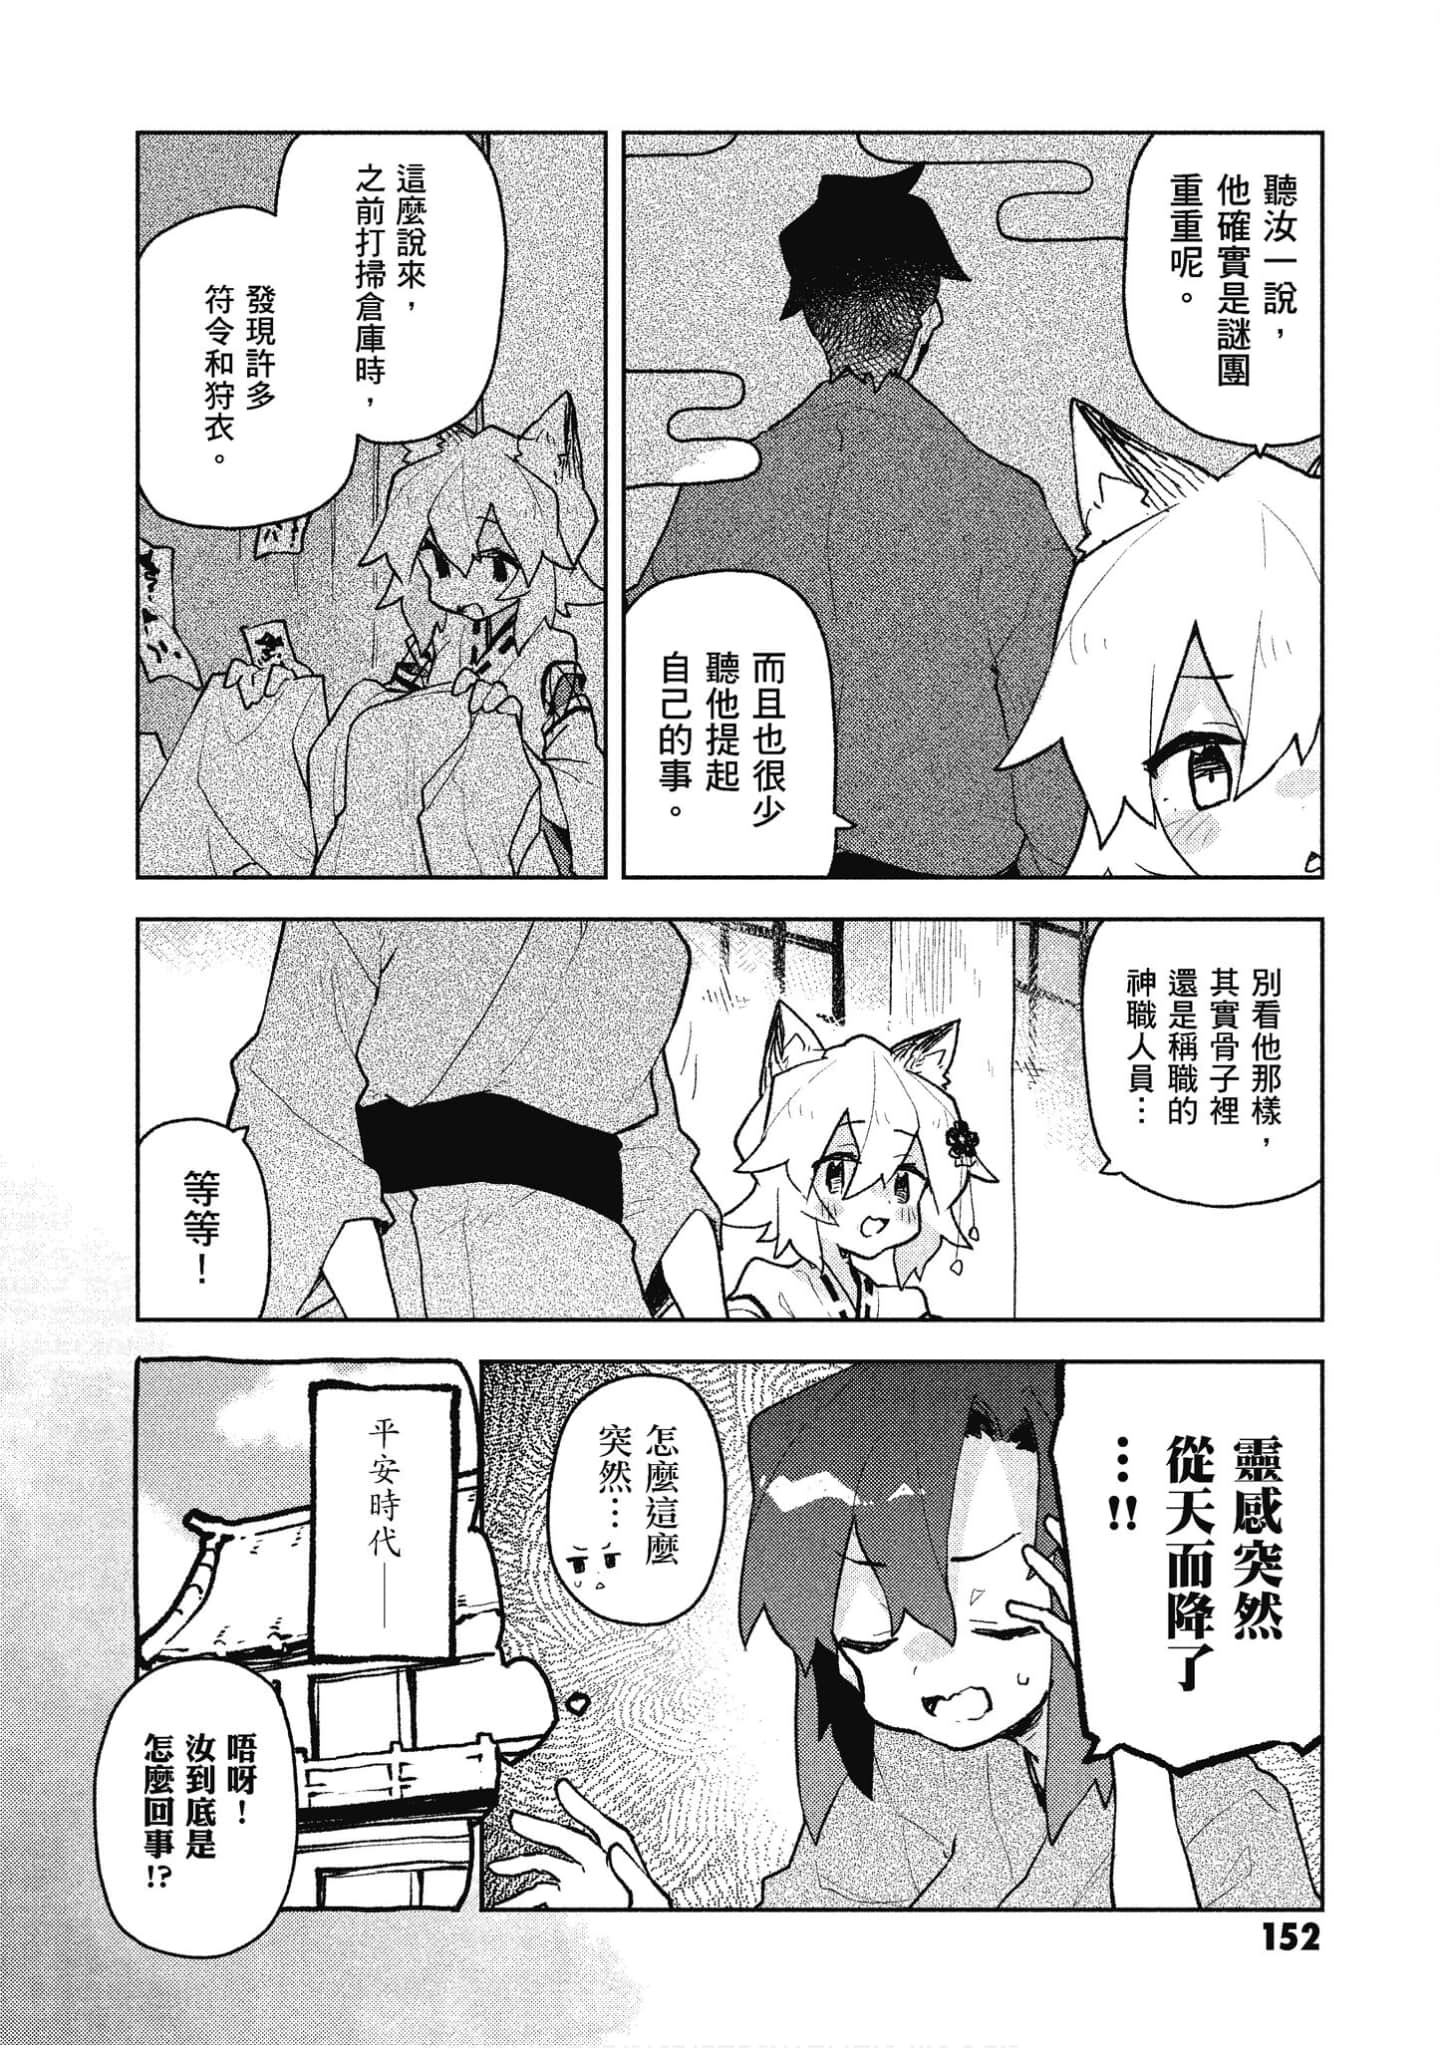 聽汝一說，
他確實是謎團
重重呢。
而且也很少
聽他提起
自己的事。
這麼說來，
之前打掃倉庫時，
發現許多
符令和狩衣。
別看他那樣，
其實骨子裡
還是稱職的
神職人員…
等等！
靈感突然
從天而降了
…!!
怎麼這麼
突然…
平安時代——
唔呀！
汝到底是
怎麼回事!?
152